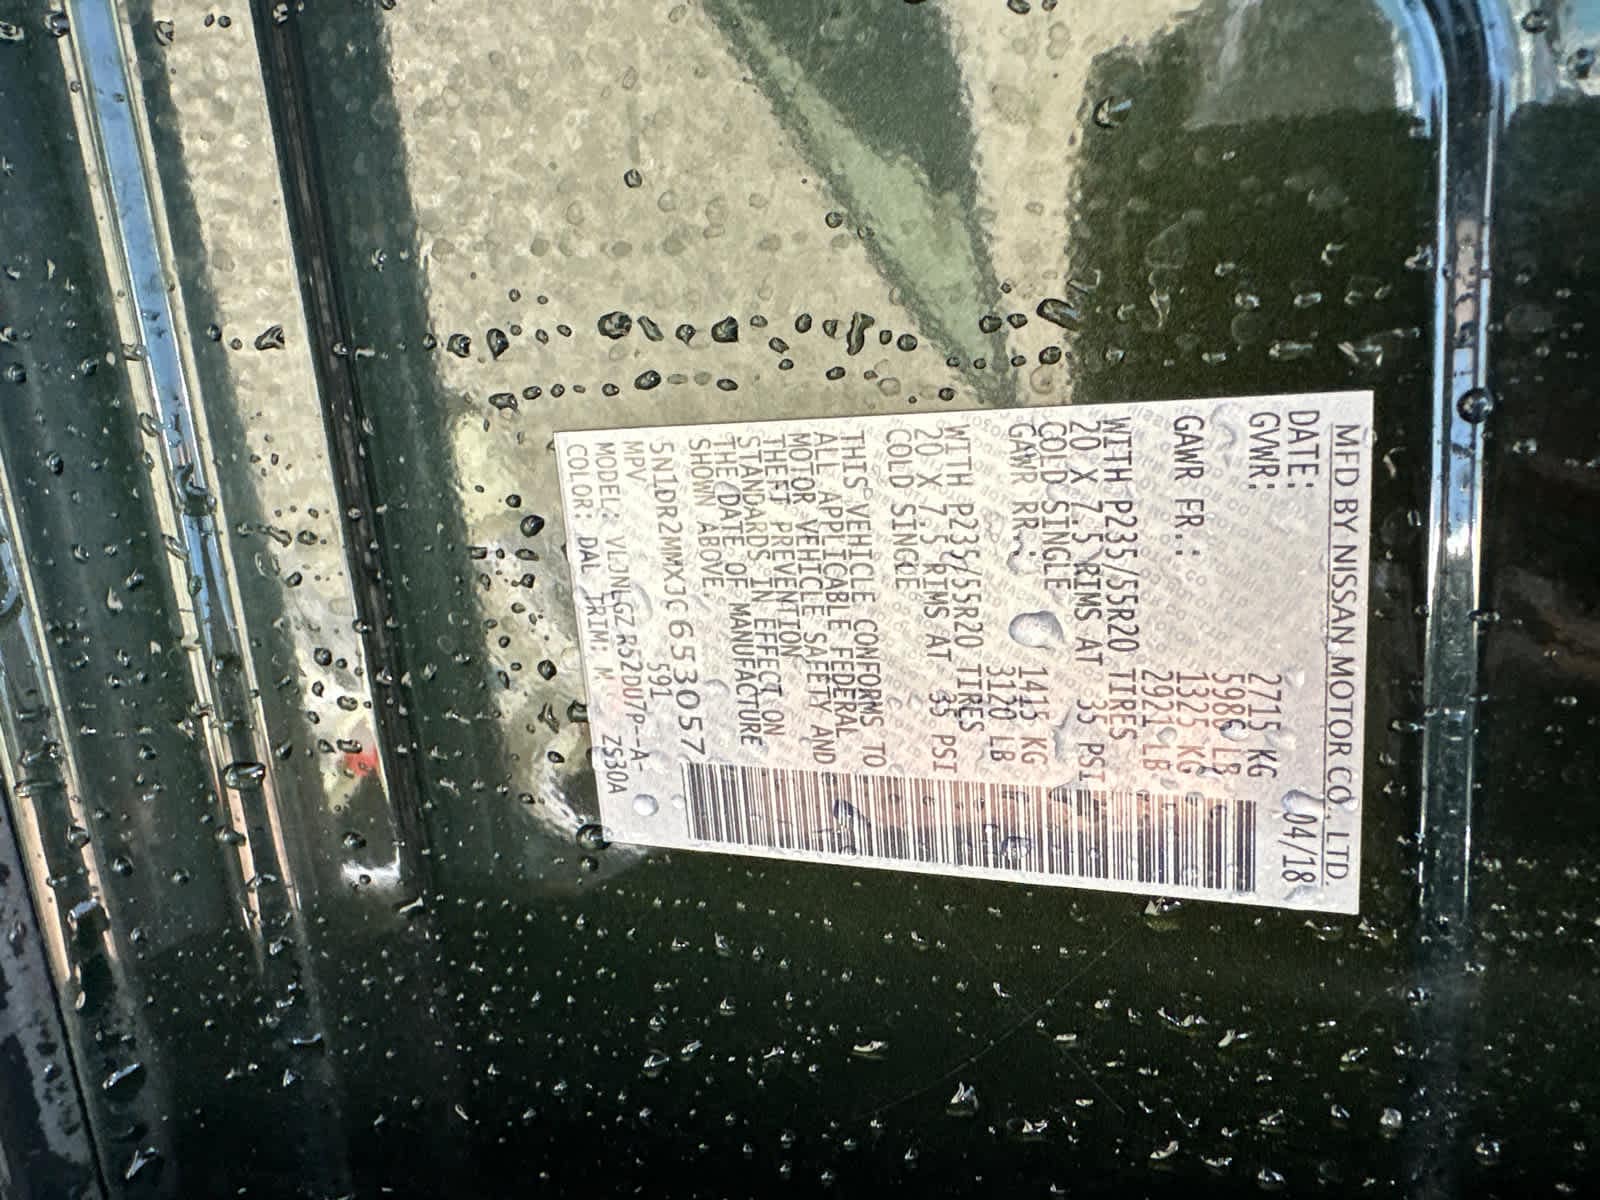 MFD BY NISSAN MOTOR CO., LTD.
DATE: 04/18
GVWR: 2715 KG
5986 LB
GAWR FR.: 1325 KG
2921 LB
WITH P235/55R20 TIRES
20 X 7.5 RIMS AT 35 PSI
COLD SINGLE
GAWR RR.: 1415 KG
3120 LB
WITH P235/55R20 TIRES
20 X 7.5 RIMS AT 35 PSI
COLD SINGLE
THIS VEHICLE CONFORMS TO
ALL APPLICABLE FEDERAL
MOTOR VEHICLE SAFETY AND
THEFT PREVENTION
STANDARDS IN EFFECT ON
THE DATE OF MANUFACTURE
SHOWN ABOVE.
5N1DR2MMXJC653057
MPV 591
MODEL: VLJNLGZ R52DU7P--A-
COLOR: DAL TRIM: M Z530A